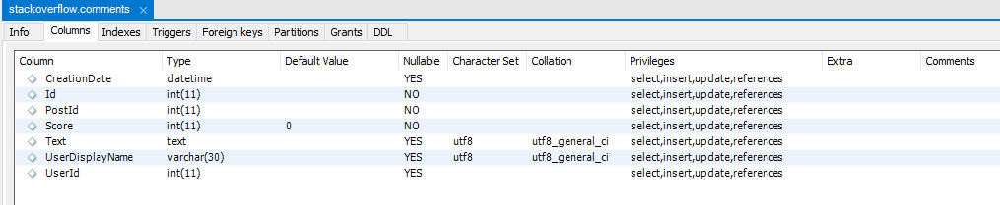 stackoverflow.comments ×
Info Columns Indexes Triggers Foreign keys Partitions Grants DDL
Column Type Default Value Nullable Character Set Collation Privileges Extra Comments
CreationDate datetime YES select,insert,update,references
Id int(11) NO select,insert,update,references
PostId int(11) NO select,insert,update,references
Score int(11) 0 NO select,insert,update,references
Text text YES utf8 utf8_general_ci select,insert,update,references
UserDisplayName varchar(30) YES utf8 utf8_general_ci select,insert,update,references
UserId int(11) YES select,insert,update,references